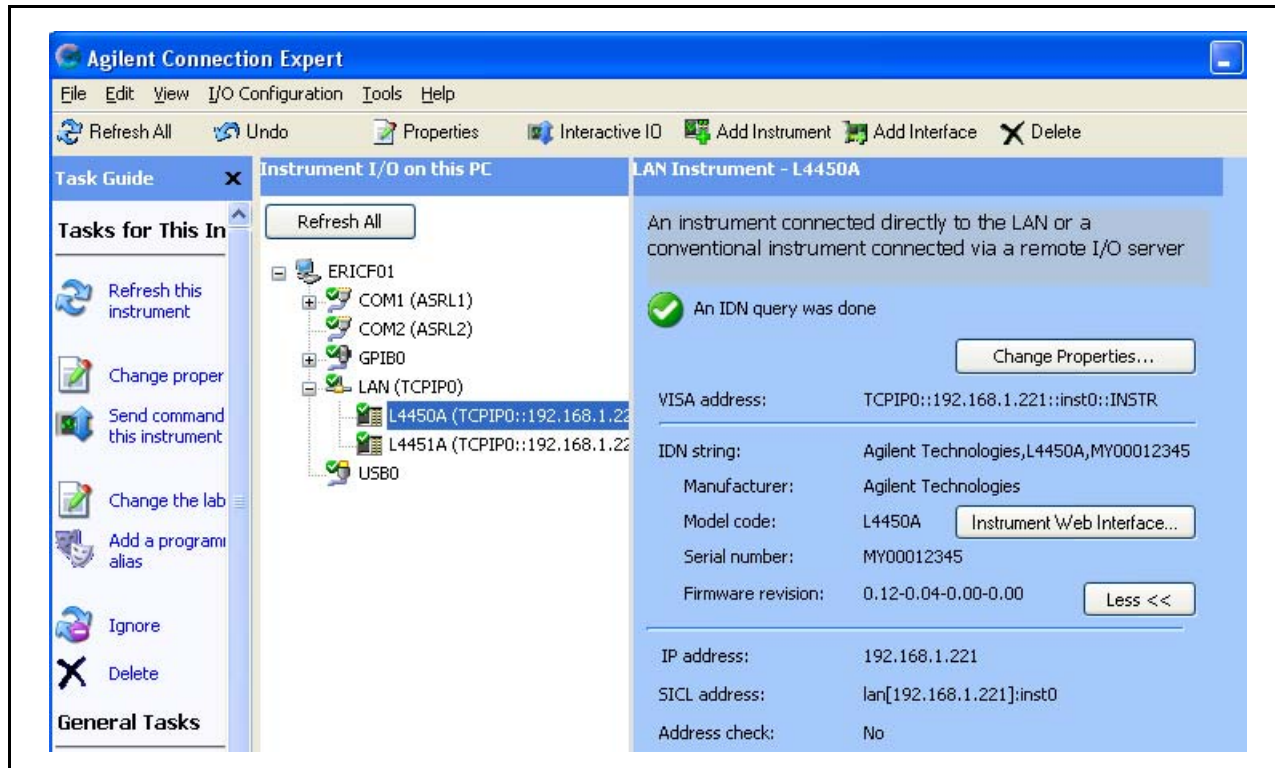 Agilent Connection Expert
File Edit View I/O Configuration Tools Help
Refresh All Undo Properties Interactive IO Add Instrument Add Interface Delete
Task Guide
Tasks for This In
Refresh this
instrument
Change proper
Send command
this instrument
Change the lab
Add a programm
alias
Ignore
Delete
General Tasks
Instrument I/O on this PC
Refresh All
ERICF01
COM1 (ASRL1)
COM2 (ASRL2)
GPIB0
LAN (TCPIP0)
L4450A (TCPIP0::192.168.1.22
L4451A (TCPIP0::192.168.1.22
USB0
LAN Instrument - L4450A
An instrument connected directly to the LAN or a
conventional instrument connected via a remote I/O server
An IDN query was done
Change Properties...
VISA address: TCPIP0::192.168.1.221::inst0::INSTR
IDN string: Agilent Technologies,L4450A,MY00012345
Manufacturer: Agilent Technologies
Model code: L4450A Instrument Web Interface...
Serial number: MY00012345
Firmware revision: 0.12-0.04-0.00-0.00 Less <<
IP address: 192.168.1.221
SICL address: lan[192.168.1.221]:inst0
Address check: No